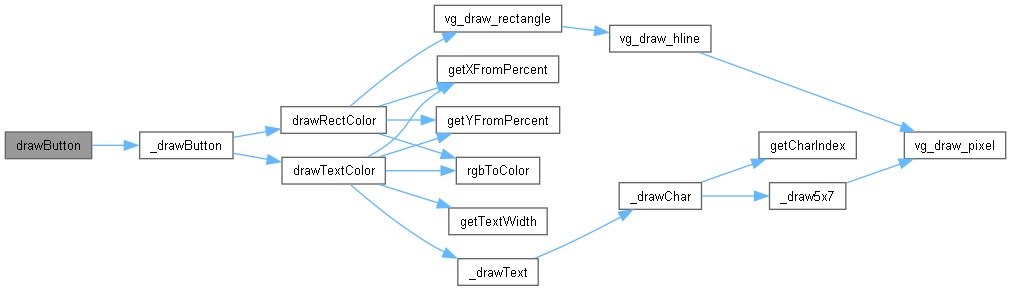 drawButton
_drawButton
drawRectColor
drawTextColor
vg_draw_rectangle
getXFromPercent
getYFromPercent
rgbToColor
getTextWidth
_drawText
vg_draw_hline
_drawChar
getCharIndex
_draw5x7
vg_draw_pixel